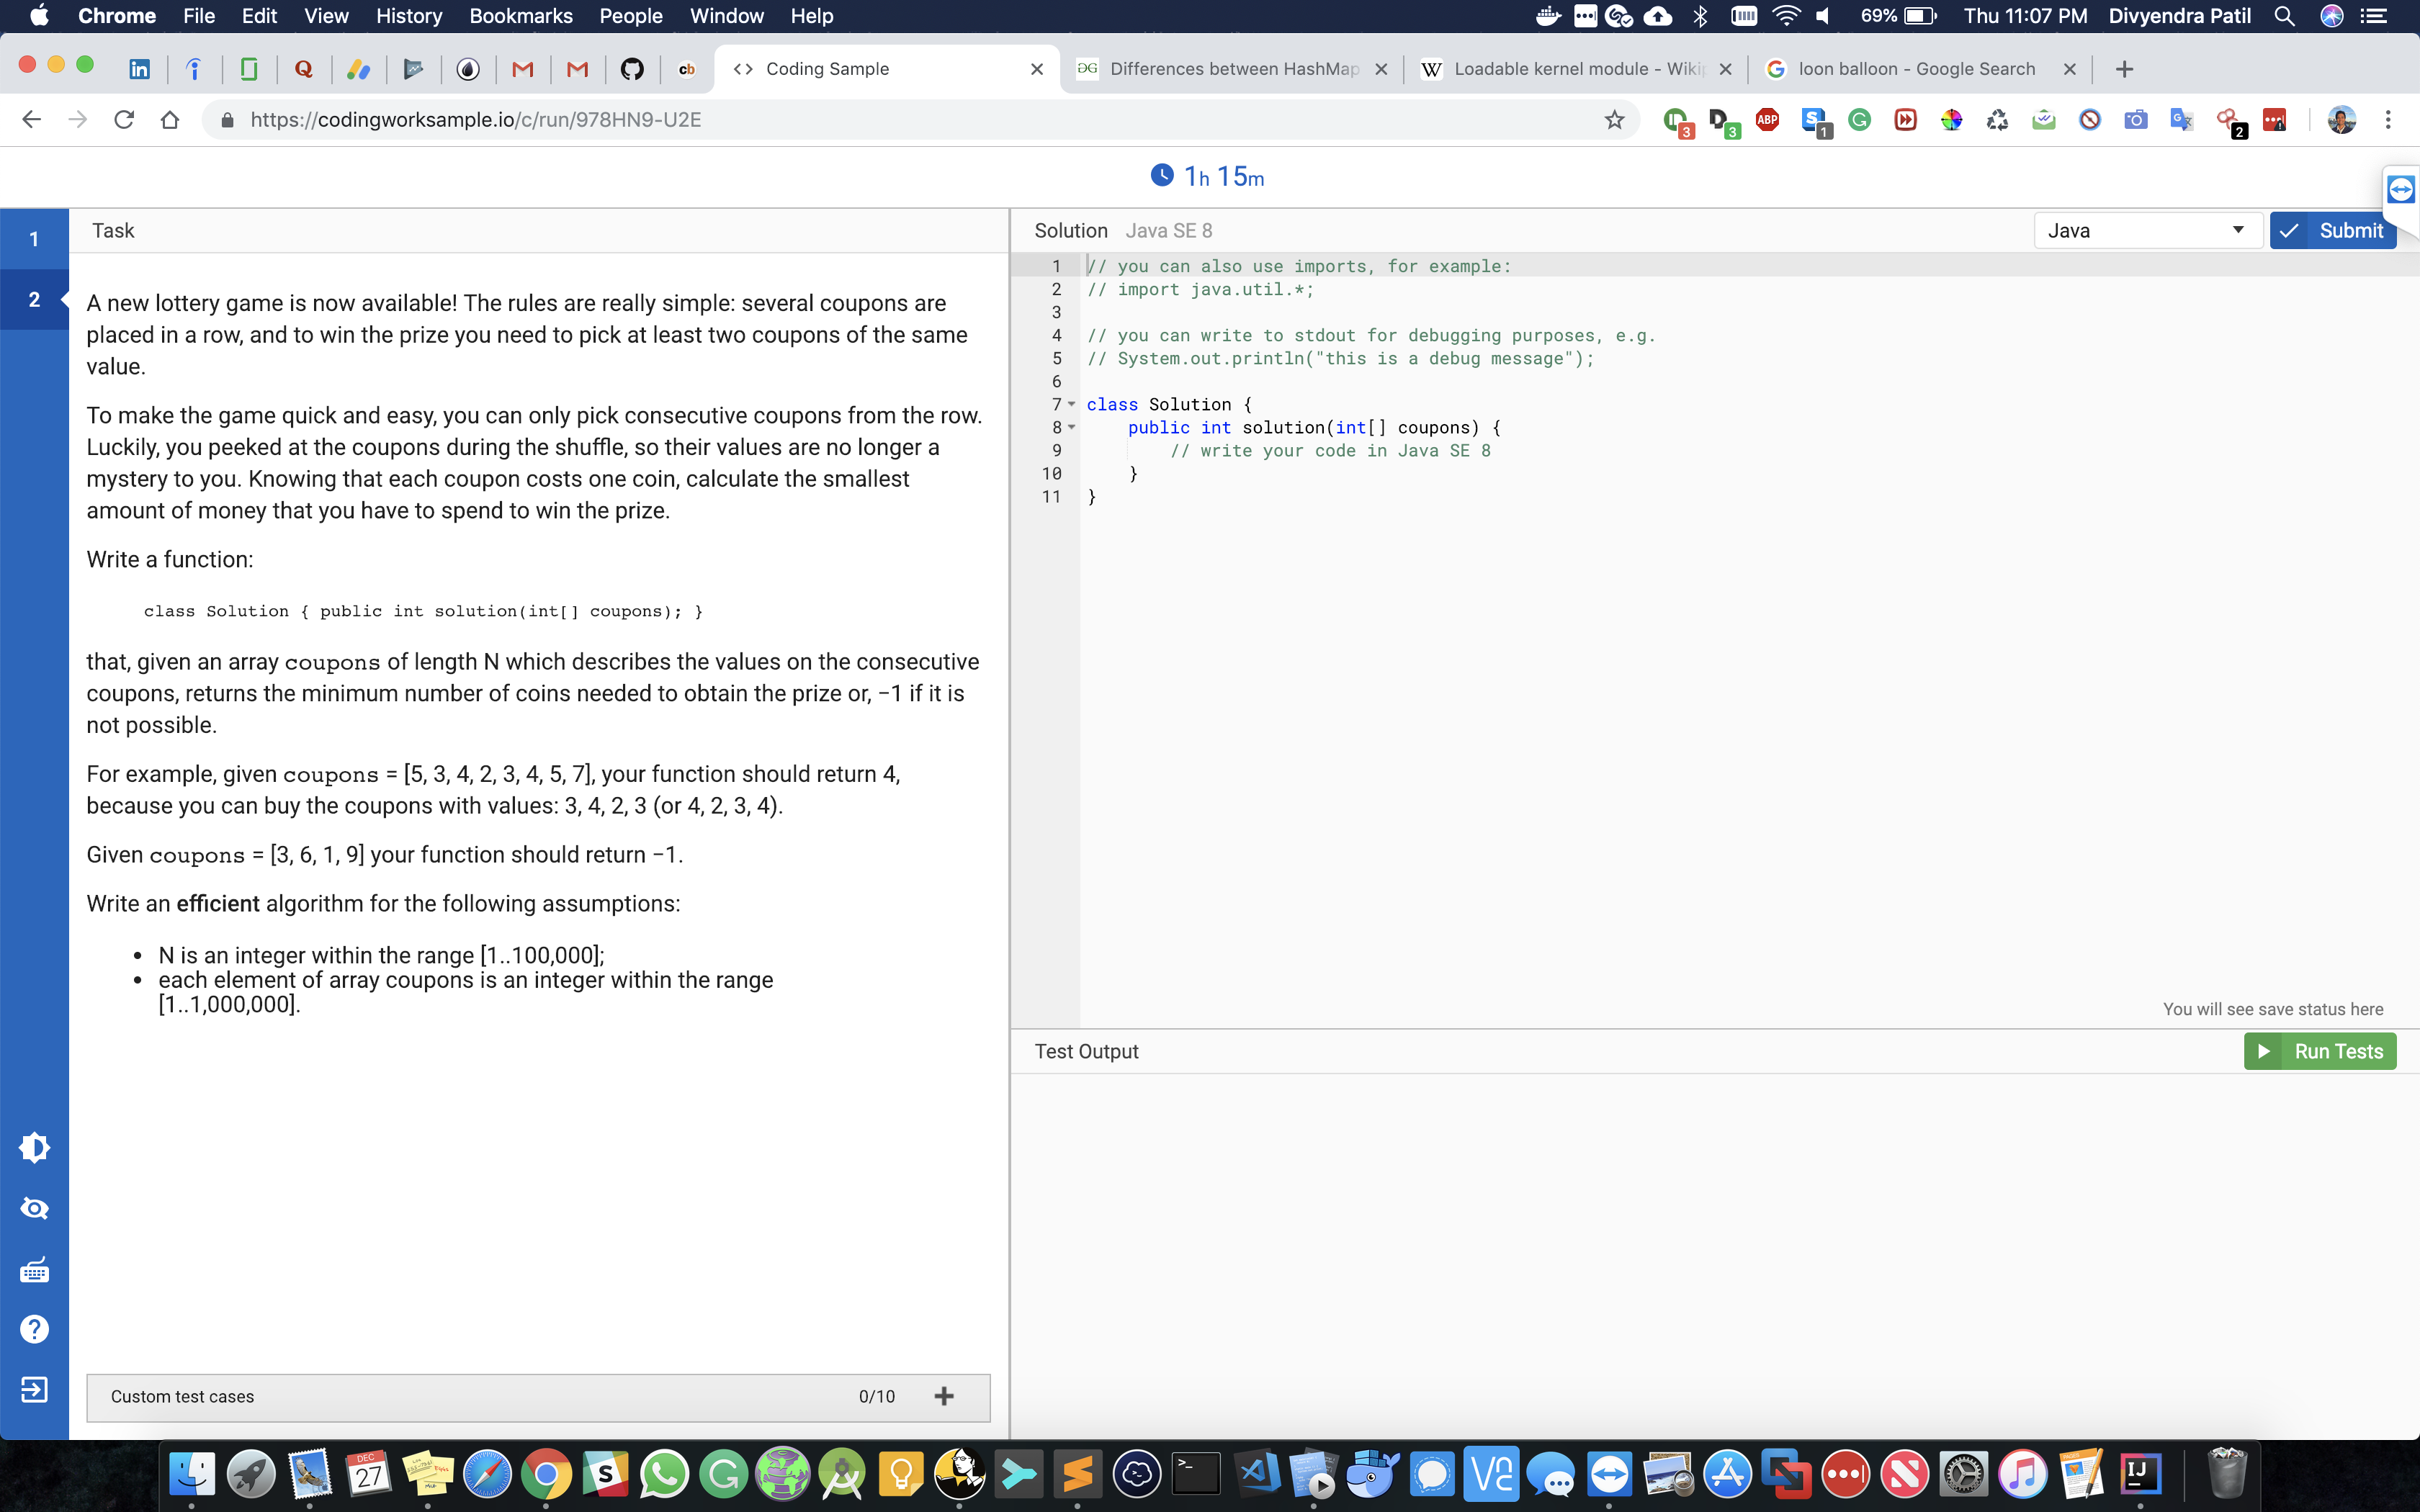 Chrome File Edit View History Bookmarks People Window Help 69% Thu 11:07 PM Divyendra Patil
in Q cb <> Coding Sample Differences between HashMap W Loadable kernel module - Wiki G loon balloon - Google Search
https://codingworksample.io/c/run/978HN9-U2E 3 3 ABP 1 2
1h 15m
1
2
Task
A new lottery game is now available! The rules are really simple: several coupons are
placed in a row, and to win the prize you need to pick at least two coupons of the same
value.
To make the game quick and easy, you can only pick consecutive coupons from the row.
Luckily, you peeked at the coupons during the shuffle, so their values are no longer a
mystery to you. Knowing that each coupon costs one coin, calculate the smallest
amount of money that you have to spend to win the prize.
Write a function:
class Solution { public int solution(int[] coupons); }
that, given an array coupons of length N which describes the values on the consecutive
coupons, returns the minimum number of coins needed to obtain the prize or, −1 if it is
not possible.
For example, given coupons = [5, 3, 4, 2, 3, 4, 5, 7], your function should return 4,
because you can buy the coupons with values: 3, 4, 2, 3 (or 4, 2, 3, 4).
Given coupons = [3, 6, 1, 9] your function should return −1.
Write an efficient algorithm for the following assumptions:
• N is an integer within the range [1..100,000];
• each element of array coupons is an integer within the range
[1..1,000,000].
Custom test cases 0/10 +
Solution Java SE 8 Java Submit
1 // you can also use imports, for example:
2 // import java.util.*;
3
4 // you can write to stdout for debugging purposes, e.g.
5 // System.out.println("this is a debug message");
6
7 class Solution {
8 public int solution(int[] coupons) {
9 // write your code in Java SE 8
10 }
11 }
You will see save status here
Test Output Run Tests
DEC
27
S
IJ